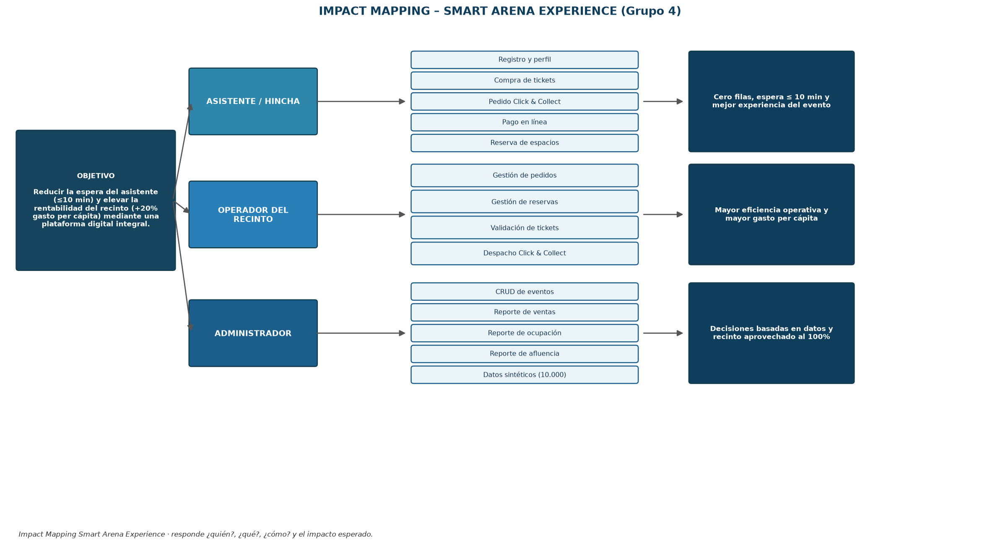 IMPACT MAPPING – SMART ARENA EXPERIENCE (Grupo 4)
OBJETIVO
Reducir la espera del asistente
(≤10 min) y elevar la
rentabilidad del recinto (+20%
gasto per cápita) mediante una
plataforma digital integral.
ASISTENTE / HINCHA
Registro y perfil
Compra de tickets
Pedido Click & Collect
Pago en línea
Reserva de espacios
Cero filas, espera ≤ 10 min y
mejor experiencia del evento
OPERADOR DEL
RECINTO
Gestión de pedidos
Gestión de reservas
Validación de tickets
Despacho Click & Collect
Mayor eficiencia operativa y
mayor gasto per cápita
ADMINISTRADOR
CRUD de eventos
Reporte de ventas
Reporte de ocupación
Reporte de afluencia
Datos sintéticos (10.000)
Decisiones basadas en datos y
recinto aprovechado al 100%
Impact Mapping Smart Arena Experience · responde ¿quién?, ¿qué?, ¿cómo? y el impacto esperado.